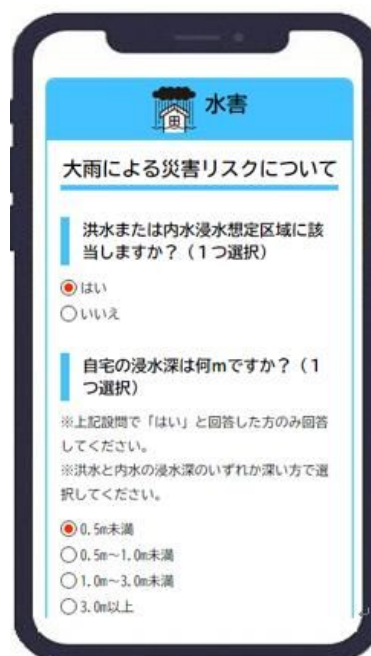 水害
大雨による災害リスクについて
洪水または内水浸水想定区域に該
当しますか？（１つ選択）
はい
いいえ
自宅の浸水深は何mですか？（１
つ選択）
※上記設問で「はい」と回答した方のみ回答
してください。
※洪水と内水の浸水深のいずれか深い方で選
択してください。
0.5m未満
0.5m～1.0m未満
1.0m～3.0m未満
3.0m以上